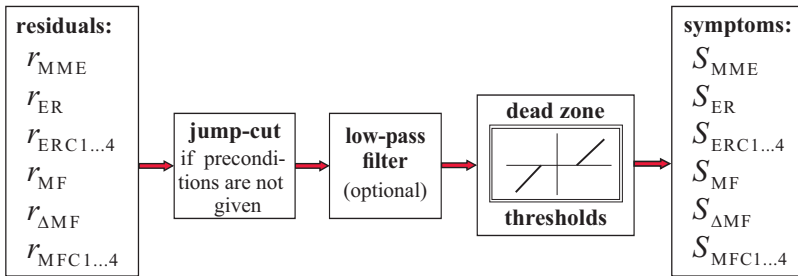 residuals:
r_MME
r_ER
r_ERC1...4
r_MF
r_ΔMF
r_MFC1...4
jump-cut
if precondi-
tions are not
given
low-pass
filter
(optional)
dead zone
thresholds
symptoms:
S_MME
S_ER
S_ERC1...4
S_MF
S_ΔMF
S_MFC1...4